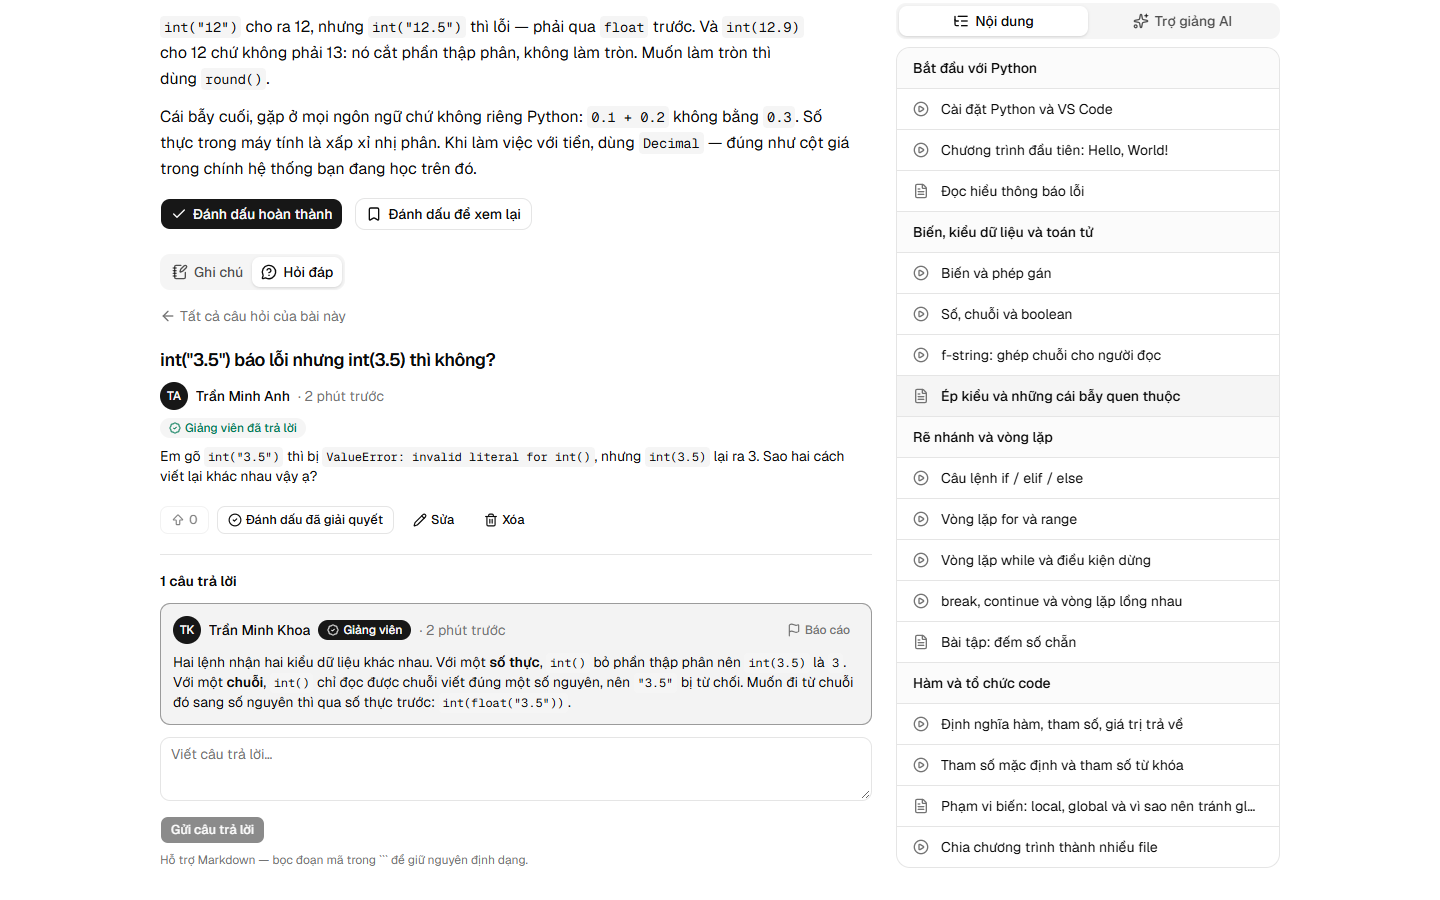 int("12") cho ra 12, nhưng int("12.5") thì lỗi — phải qua float trước. Và int(12.9)
cho 12 chứ không phải 13: nó cắt phần thập phân, không làm tròn. Muốn làm tròn thì
dùng round().
Cái bẫy cuối, gặp ở mọi ngôn ngữ chứ không riêng Python: 0.1 + 0.2 không bằng 0.3. Số
thực trong máy tính là xấp xỉ nhị phân. Khi làm việc với tiền, dùng Decimal — đúng như cột giá
trong chính hệ thống bạn đang học trên đó.
Đánh dấu hoàn thành
Đánh dấu để xem lại
Ghi chú
Hỏi đáp
Tất cả câu hỏi của bài này
int("3.5") báo lỗi nhưng int(3.5) thì không?
TA Trần Minh Anh · 2 phút trước
Giảng viên đã trả lời
Em gõ int("3.5") thì bị ValueError: invalid literal for int(), nhưng int(3.5) lại ra 3. Sao hai cách
viết lại khác nhau vậy ạ?
0
Đánh dấu đã giải quyết
Sửa
Xóa
1 câu trả lời
TK Trần Minh Khoa Giảng viên · 2 phút trước
Báo cáo
Hai lệnh nhận hai kiểu dữ liệu khác nhau. Với một số thực, int() bỏ phần thập phân nên int(3.5) là 3.
Với một chuỗi, int() chỉ đọc được chuỗi viết đúng một số nguyên, nên "3.5" bị từ chối. Muốn đi từ chuỗi
đó sang số nguyên thì qua số thực trước: int(float("3.5")).
Viết câu trả lời...
Gửi câu trả lời
Hỗ trợ Markdown — bọc đoạn mã trong ``` để giữ nguyên định dạng.
Nội dung
Trợ giảng AI
Bắt đầu với Python
Cài đặt Python và VS Code
Chương trình đầu tiên: Hello, World!
Đọc hiểu thông báo lỗi
Biến, kiểu dữ liệu và toán tử
Biến và phép gán
Số, chuỗi và boolean
f-string: ghép chuỗi cho người đọc
Ép kiểu và những cái bẫy quen thuộc
Rẽ nhánh và vòng lặp
Câu lệnh if / elif / else
Vòng lặp for và range
Vòng lặp while và điều kiện dừng
break, continue và vòng lặp lồng nhau
Bài tập: đếm số chẵn
Hàm và tổ chức code
Định nghĩa hàm, tham số, giá trị trả về
Tham số mặc định và tham số từ khóa
Phạm vi biến: local, global và vì sao nên tránh gl...
Chia chương trình thành nhiều file